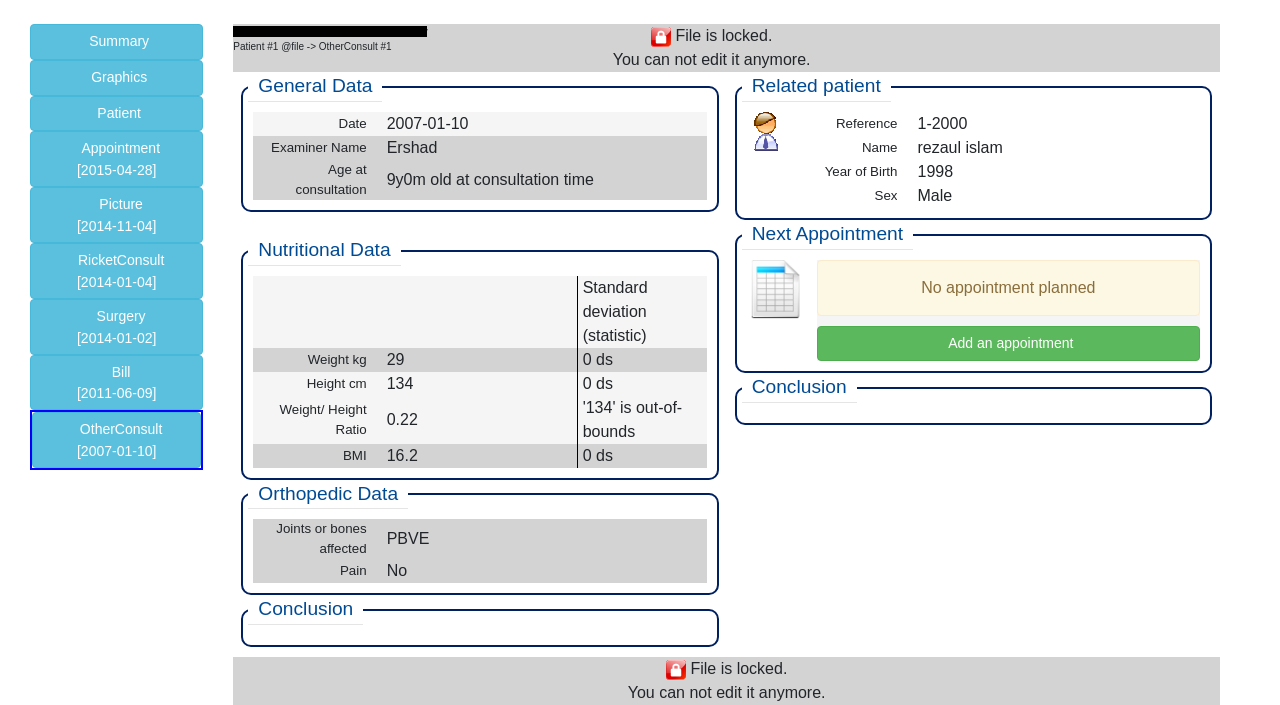 Summary
Graphics
Patient
Appointment
[2015-04-28]
Picture
[2014-11-04]
RicketConsult
[2014-01-04]
Surgery
[2014-01-02]
Bill
[2011-06-09]
OtherConsult
[2007-01-10]
Patient #1 @file -> OtherConsult #1
File is locked.
You can not edit it anymore.
General Data
Date 2007-01-10
Examiner Name Ershad
Age at
consultation
9y0m old at consultation time
Nutritional Data
Standard
deviation
(statistic)
Weight kg 29 0 ds
Height cm 134 0 ds
Weight/ Height
Ratio
0.22
'134' is out-of-
bounds
BMI 16.2 0 ds
Orthopedic Data
Joints or bones
affected
PBVE
Pain No
Conclusion
Related patient
Reference 1-2000
Name rezaul islam
Year of Birth 1998
Sex Male
Next Appointment
No appointment planned
Add an appointment
Conclusion
File is locked.
You can not edit it anymore.